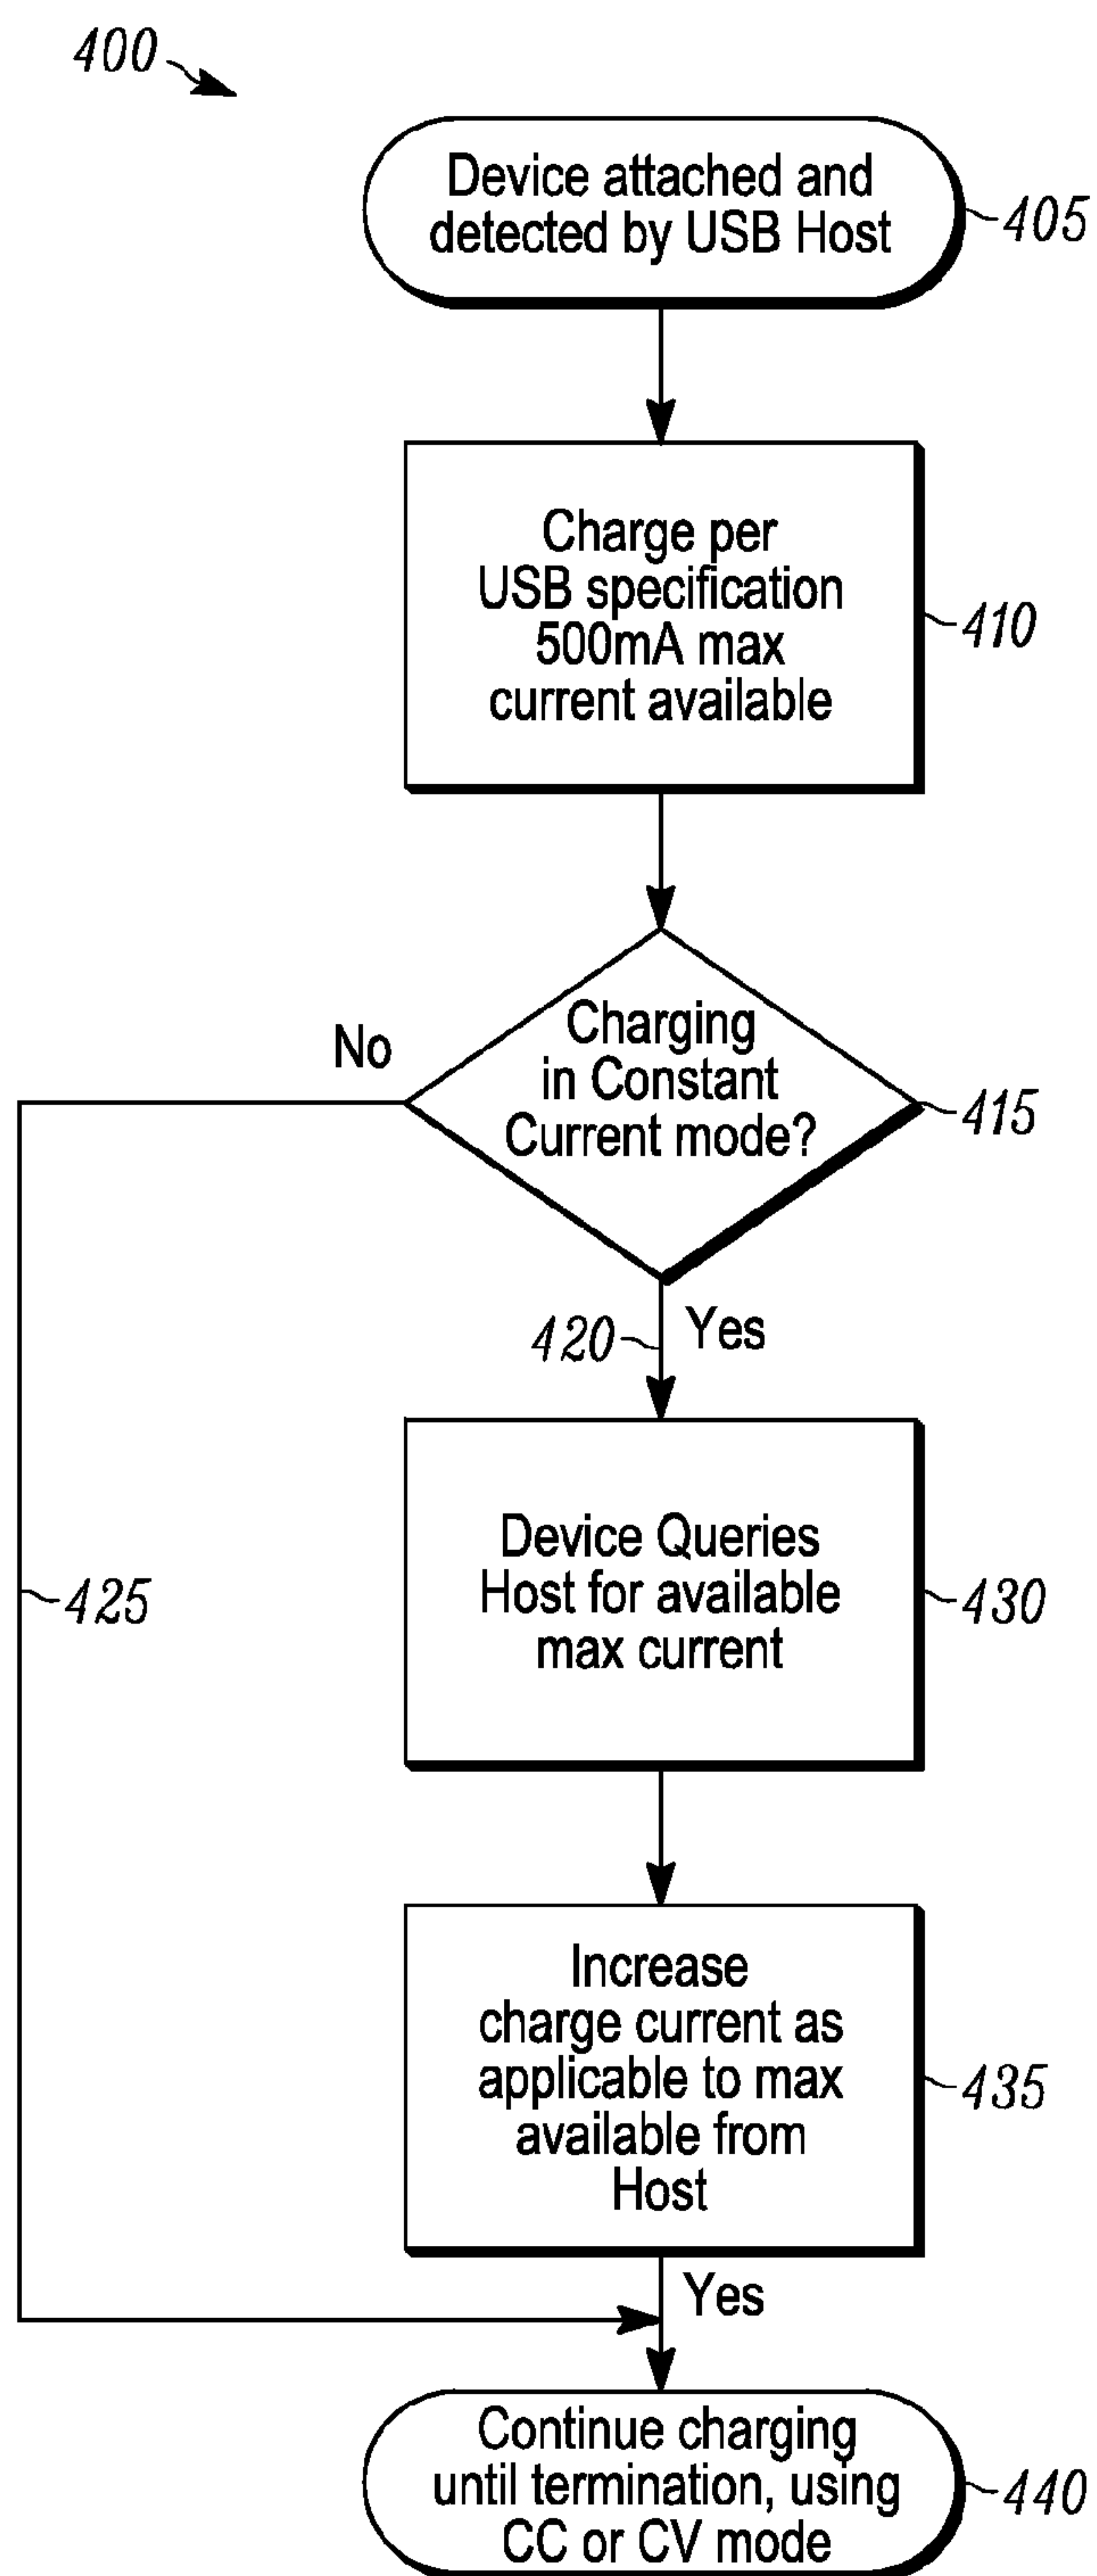 400
Device attached and
detected by USB Host
405
Charge per
USB specification
500mA max
current available
410
Charging
in Constant
Current mode?
No
415
420
Yes
Device Queries
Host for available
max current
425
430
Increase
charge current as
applicable to max
available from
Host
435
Yes
Continue charging
until termination, using
CC or CV mode
440